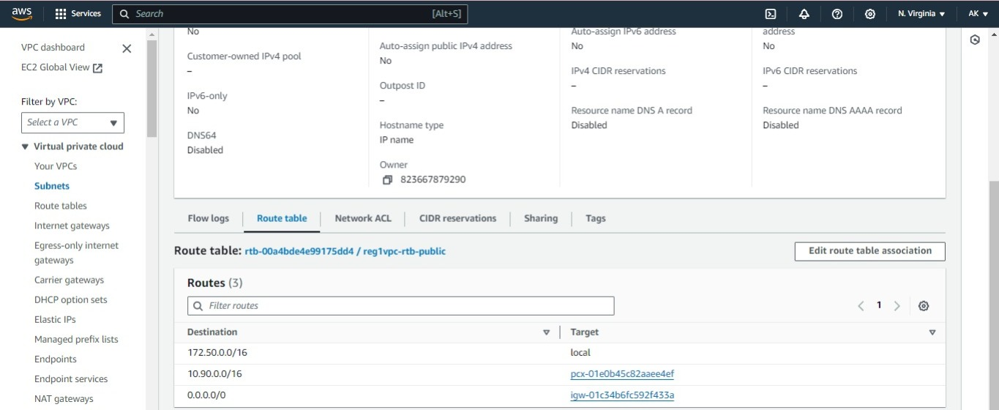 aws Services Search [Alt+S] N. Virginia AK
VPC dashboard
EC2 Global View
Filter by VPC:
Select a VPC
Virtual private cloud
Your VPCs
Subnets
Route tables
Internet gateways
Egress-only internet
gateways
Carrier gateways
DHCP option sets
Elastic IPs
Managed prefix lists
Endpoints
Endpoint services
NAT gateways
No
Customer-owned IPv4 pool
–
IPv6-only
No
DNS64
Disabled
Auto-assign public IPv4 address
No
Outpost ID
–
Hostname type
IP name
Owner
823667879290
Auto-assign IPv6 address
No
IPv4 CIDR reservations
–
Resource name DNS A record
Disabled
address
No
IPv6 CIDR reservations
–
Resource name DNS AAAA record
Disabled
Flow logs Route table Network ACL CIDR reservations Sharing Tags
Route table: rtb-00a4bde4e99175dd4 / reg1vpc-rtb-public
Edit route table association
Routes (3)
Filter routes
1
Destination Target
172.50.0.0/16 local
10.90.0.0/16 pcx-01e0b45c82aaee4ef
0.0.0.0/0 igw-01c34b6fc592f433a